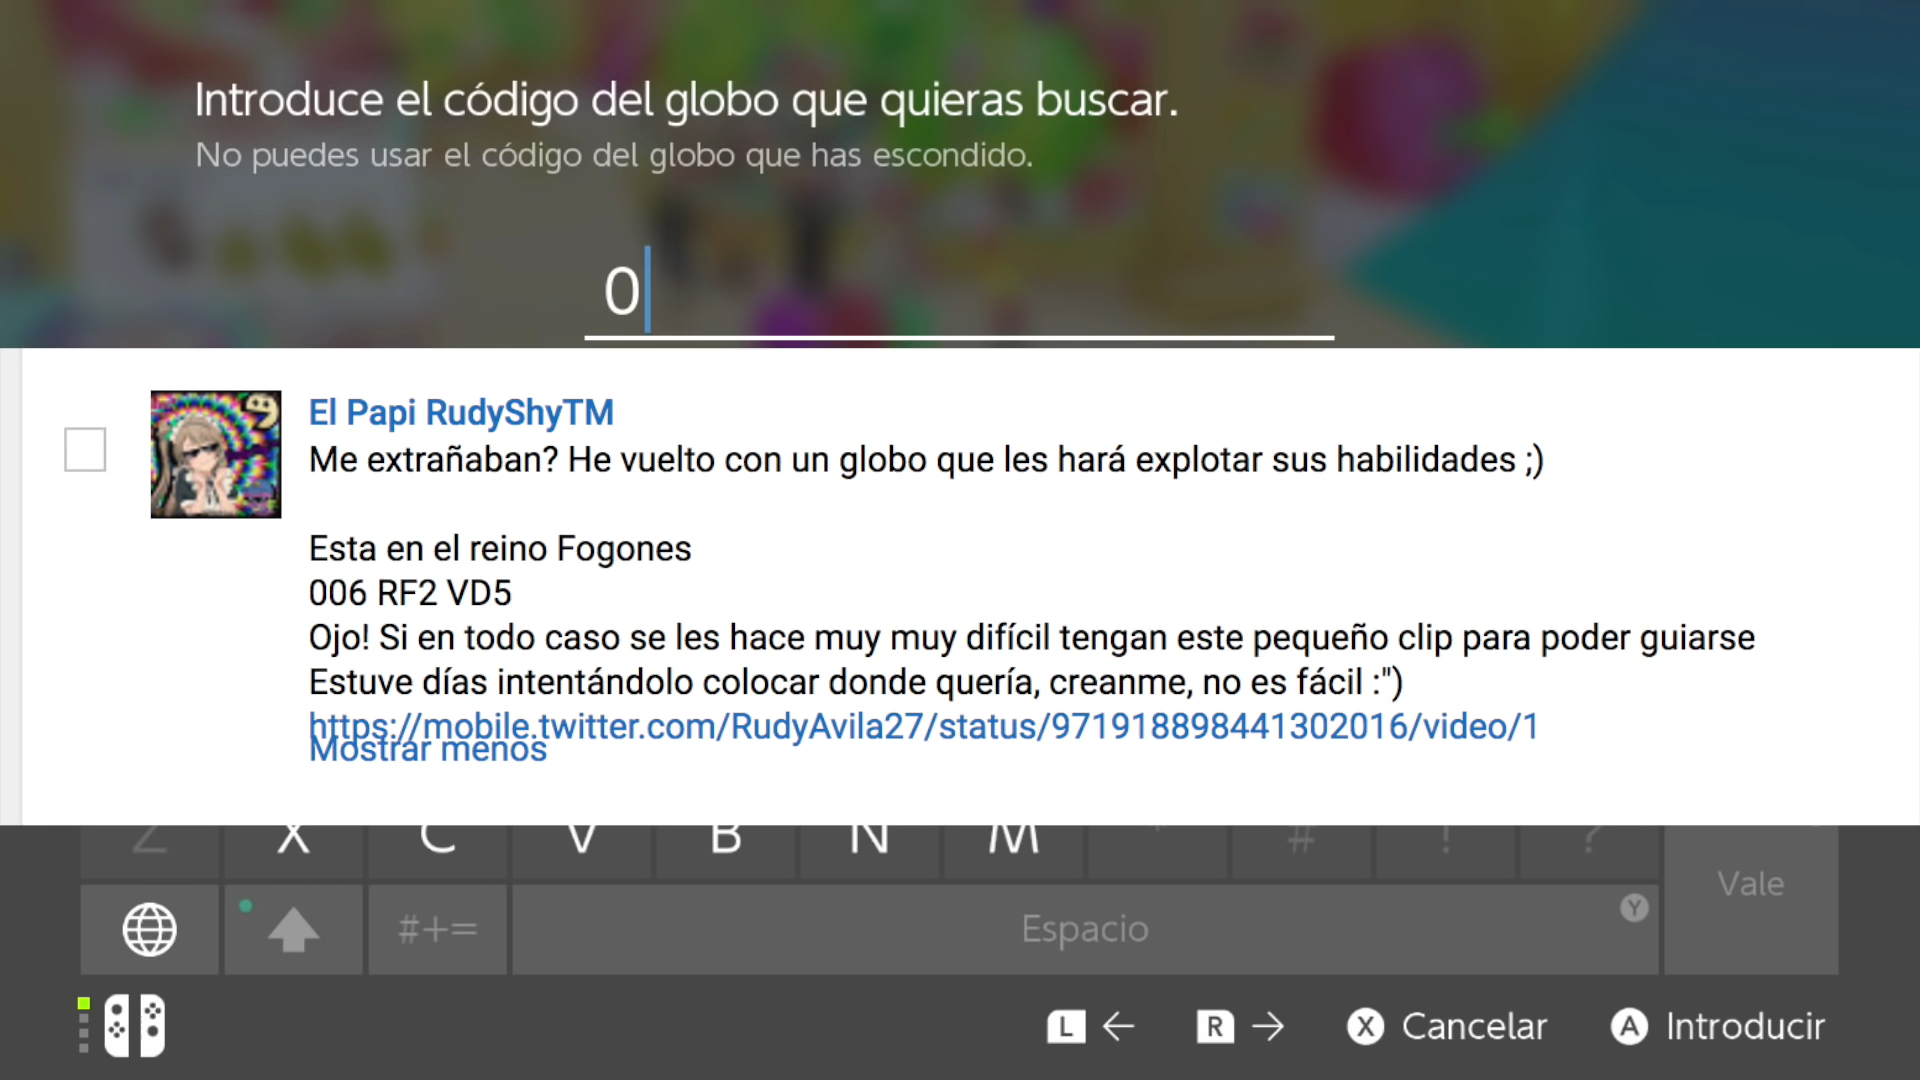 Introduce el código del globo que quieras buscar.
No puedes usar el código del globo que has escondido.
0
El Papi RudyShyTM
Me extrañaban? He vuelto con un globo que les hará explotar sus habilidades ;)
Esta en el reino Fogones
006 RF2 VD5
Ojo! Si en todo caso se les hace muy muy difícil tengan este pequeño clip para poder guiarse
Estuve días intentándolo colocar donde quería, creanme, no es fácil :")
https://mobile.twitter.com/RudyAvila27/status/971918898441302016/video/1
Mostrar menos
Z X C V B N M # ! ?
Vale
#+= Espacio Y
L ← R → X Cancelar A Introducir